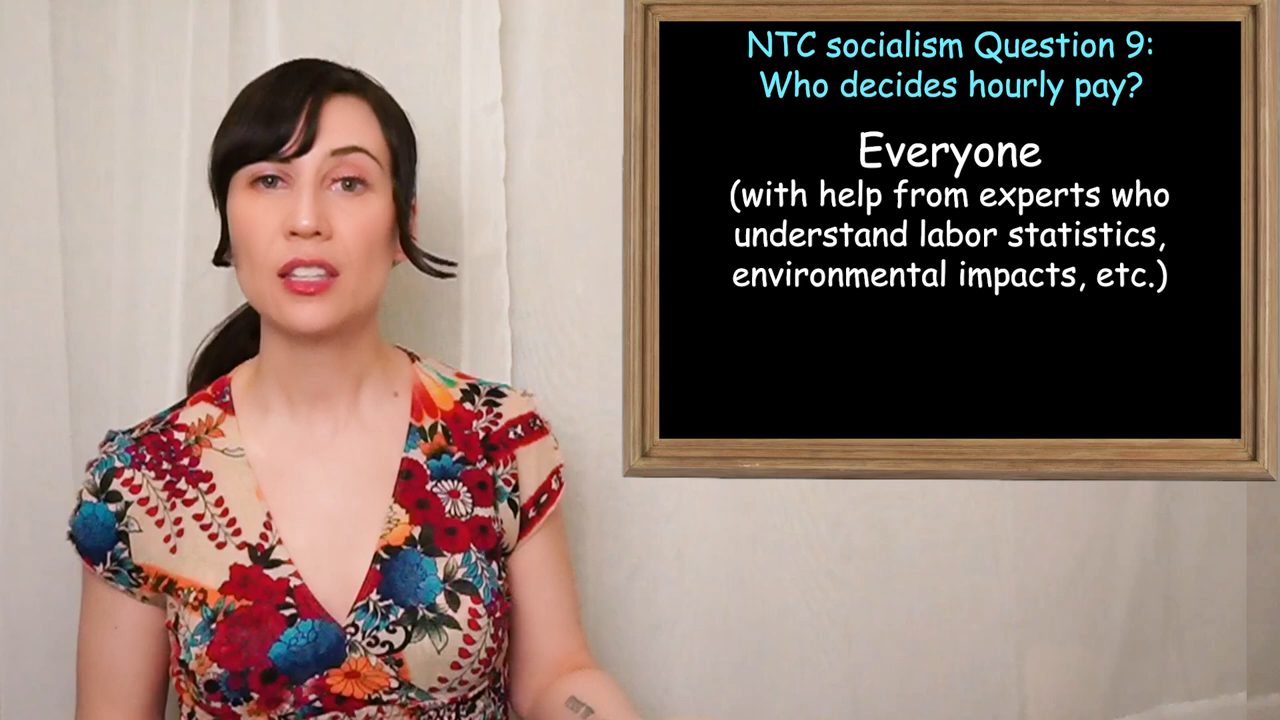 NTC socialism Question 9:
Who decides hourly pay?
Everyone
(with help from experts who
understand labor statistics,
environmental impacts, etc.)